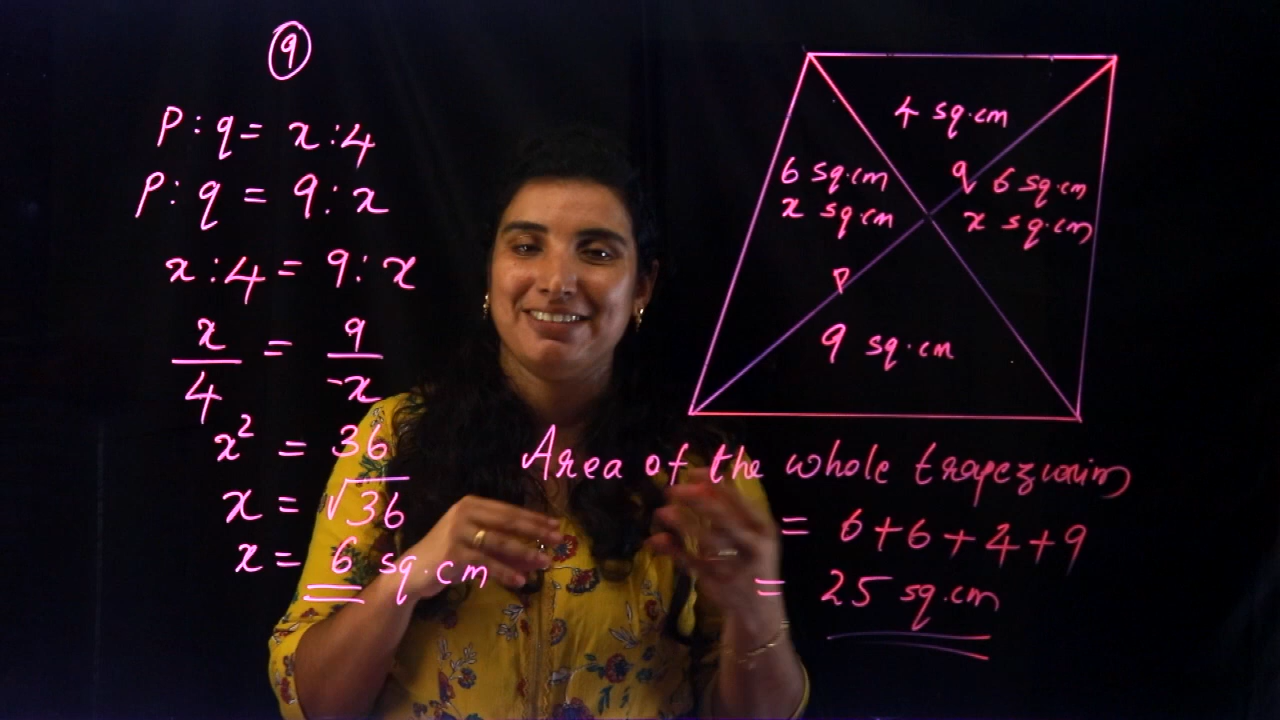 9
P : q = x : 4
P : q = 9 : x
x : 4 = 9 : x
x/4 = 9/x
x² = 36
x = √36
x = 6 sq.cm
4 sq.cm
6 sq.cm
x sq.cm
q
6 sq.cm
x sq.cm
P
9 sq.cm
Area of the whole trapezium
= 6+6+4+9
= 25 sq.cm